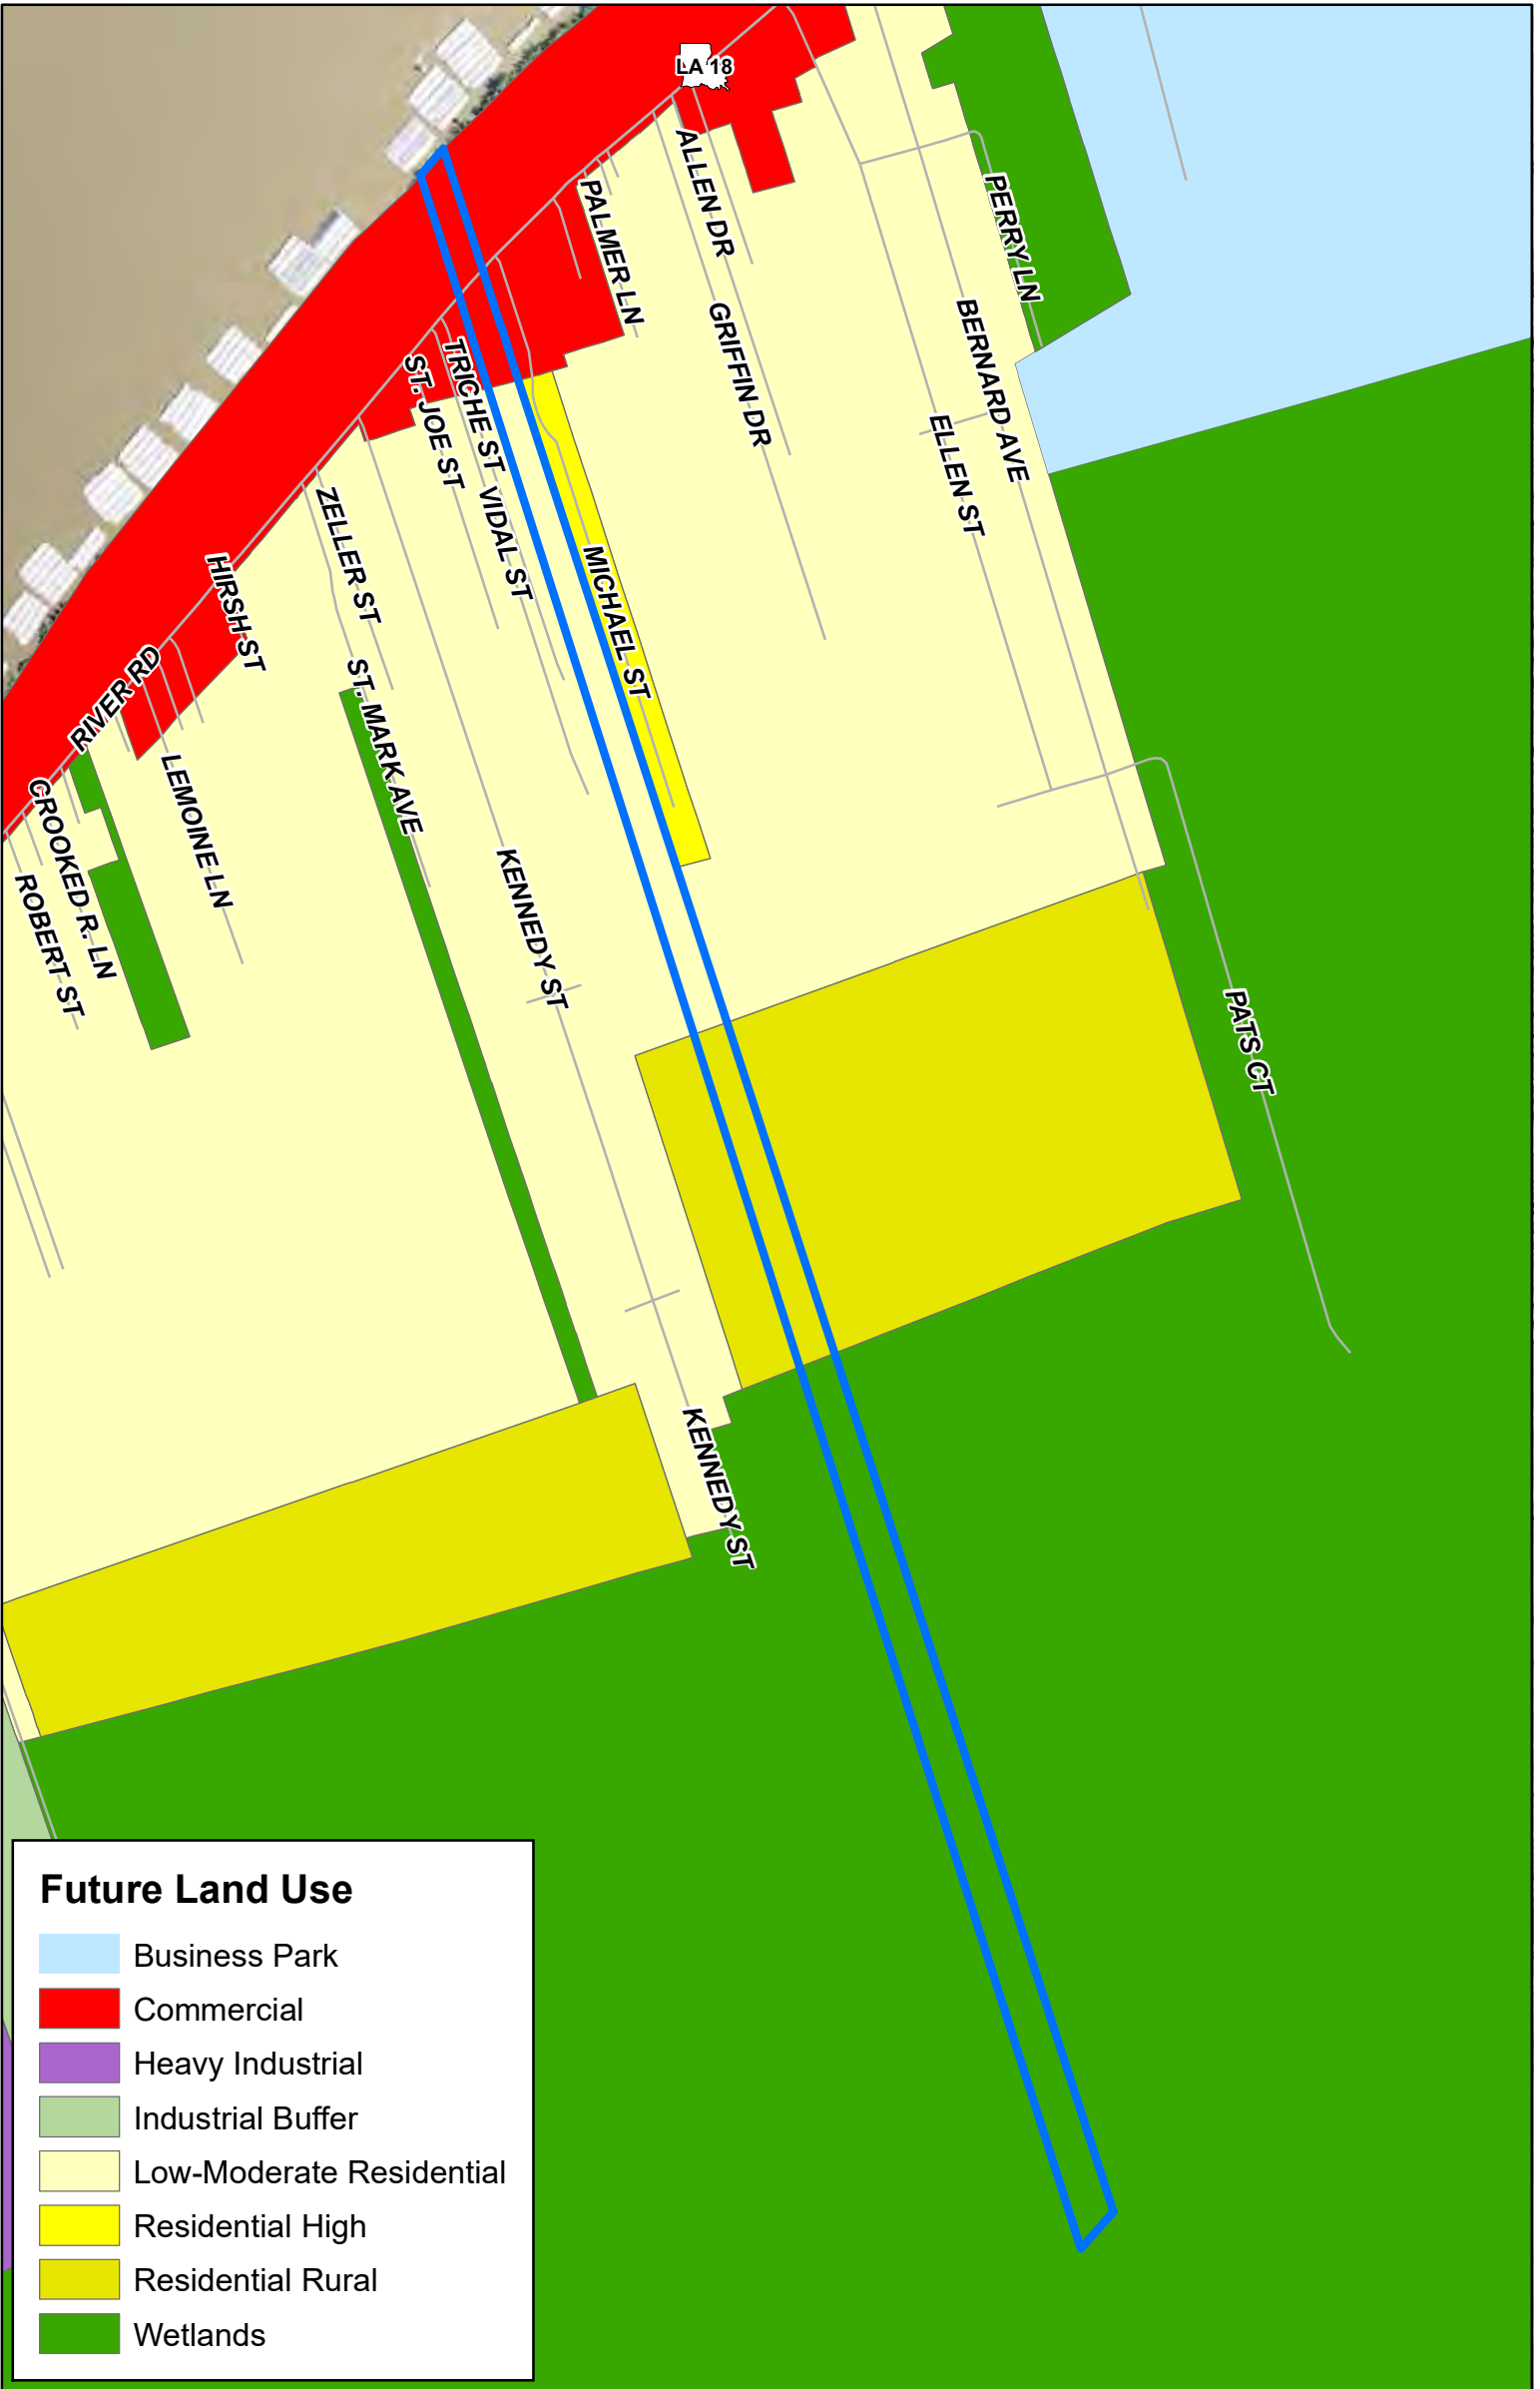 LA 18
ALLEN DR
PALMER LN
PERRY LN
GRIFFIN DR
BERNARD AVE
TRICHE ST
ST. JOE ST
ELLEN ST
VIDAL ST
ZELLER ST
MICHAEL ST
HIRSH ST
RIVER RD
ST. MARK AVE
LEMOINE LN
CROOKED R. LN
ROBERT ST
KENNEDY ST
PATS CT
KENNEDY ST
Future Land Use
Business Park
Commercial
Heavy Industrial
Industrial Buffer
Low-Moderate Residential
Residential High
Residential Rural
Wetlands